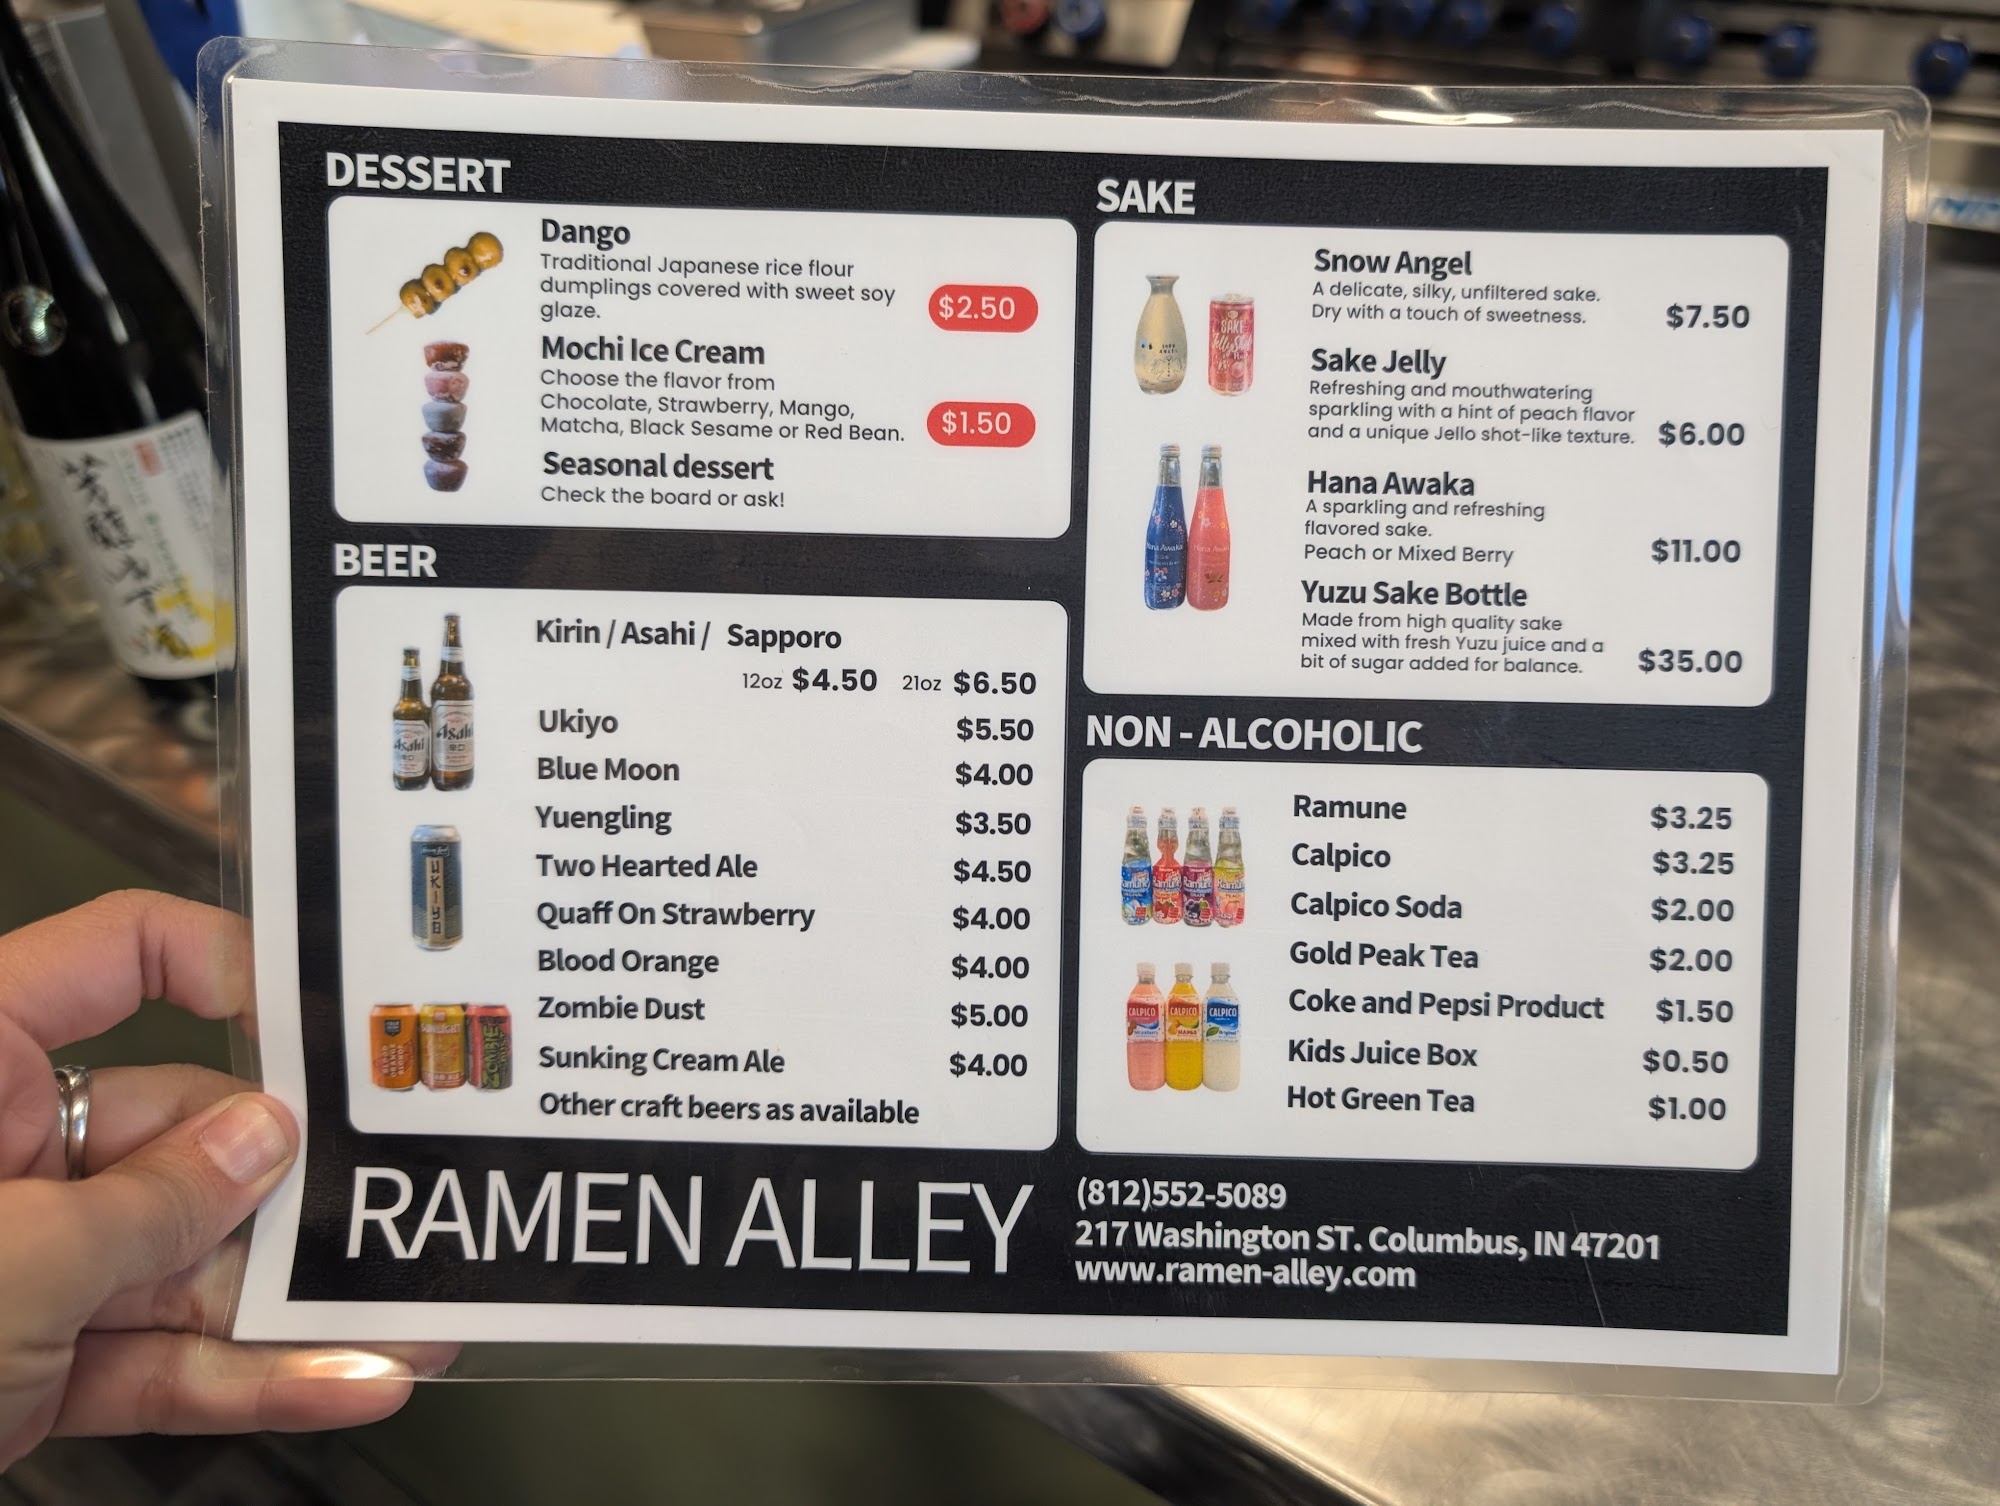 DESSERT
Dango
Traditional Japanese rice flour
dumplings covered with sweet soy
glaze.
$2.50
Mochi Ice Cream
Choose the flavor from
Chocolate, Strawberry, Mango,
Matcha, Black Sesame or Red Bean.
$1.50
Seasonal dessert
Check the board or ask!
BEER
Kirin / Asahi / Sapporo
12oz $4.50 21oz $6.50
Ukiyo $5.50
Blue Moon $4.00
Yuengling $3.50
Two Hearted Ale $4.50
Quaff On Strawberry $4.00
Blood Orange $4.00
Zombie Dust $5.00
Sunking Cream Ale $4.00
Other craft beers as available
Asahi
Asahi
UKIYO
SAKE
Snow Angel
A delicate, silky, unfiltered sake.
Dry with a touch of sweetness.
$7.50
Sake Jelly
Refreshing and mouthwatering
sparkling with a hint of peach flavor
and a unique Jello shot-like texture.
$6.00
Hana Awaka
A sparkling and refreshing
flavored sake.
Peach or Mixed Berry
$11.00
Yuzu Sake Bottle
Made from high quality sake
mixed with fresh Yuzu juice and a
bit of sugar added for balance.
$35.00
SAKE
NON - ALCOHOLIC
Ramune $3.25
Calpico $3.25
Calpico Soda $2.00
Gold Peak Tea $2.00
Coke and Pepsi Product $1.50
Kids Juice Box $0.50
Hot Green Tea $1.00
CALPICO
CALPICO
CALPICO
RAMEN ALLEY
(812)552-5089
217 Washington ST. Columbus, IN 47201
www.ramen-alley.com